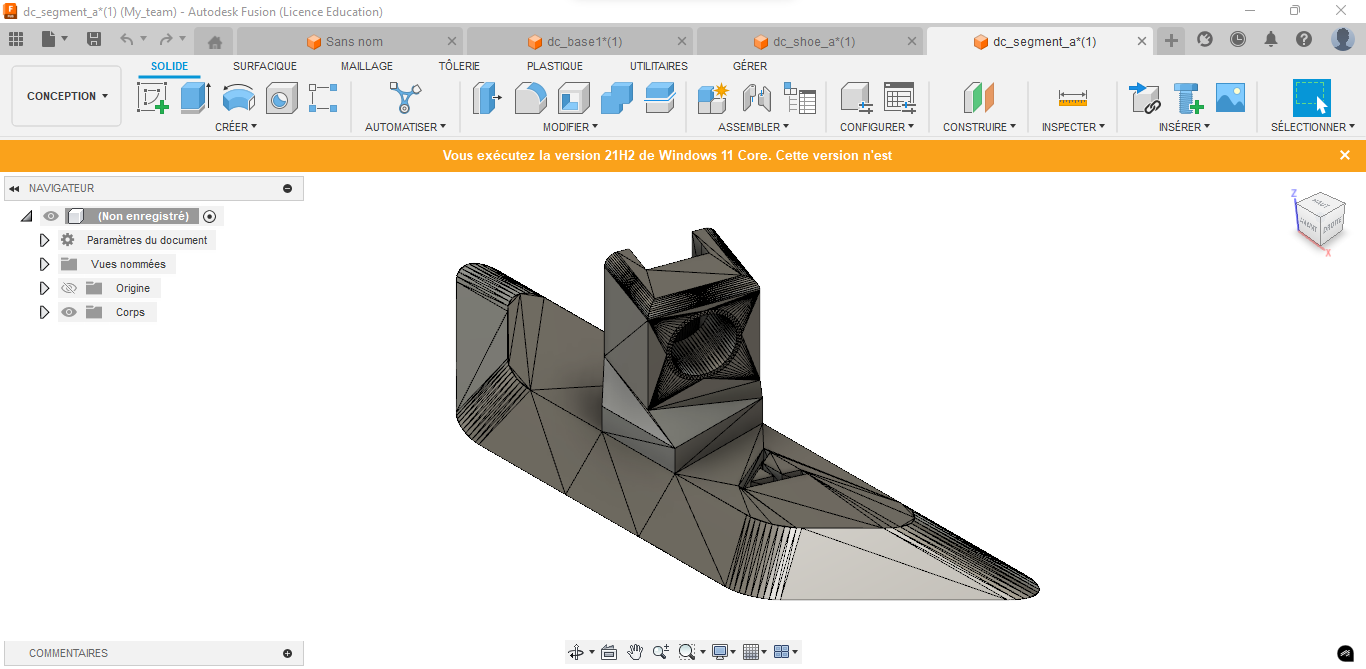 dc_segment_a*(1) (My_team) - Autodesk Fusion (Licence Education)
Sans nom
dc_base1*(1)
dc_shoe_a*(1)
dc_segment_a*(1)
CONCEPTION
SOLIDE SURFACIQUE MAILLAGE TÔLERIE PLASTIQUE UTILITAIRES GÉRER
CRÉER AUTOMATISER MODIFIER ASSEMBLER CONFIGURER CONSTRUIRE INSPECTER INSÉRER SÉLECTIONNER
Vous exécutez la version 21H2 de Windows 11 Core. Cette version n'est
NAVIGATEUR
(Non enregistré)
Paramètres du document
Vues nommées
Origine
Corps
Z
HAUT
DROITE
X
COMMENTAIRES